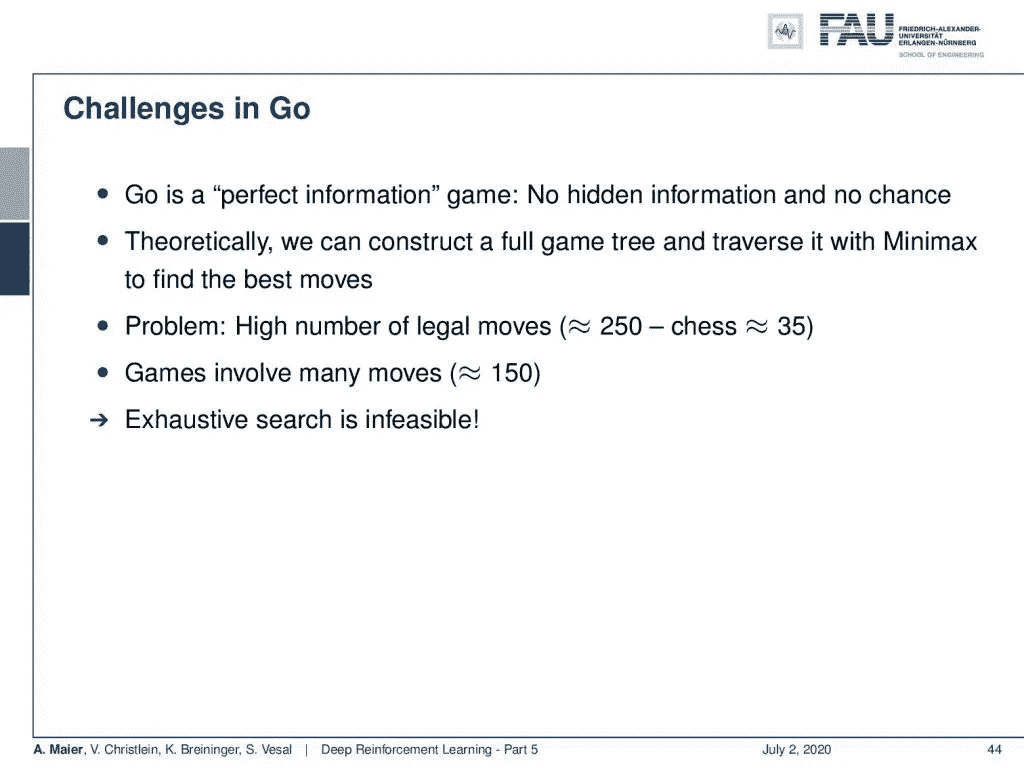 FAU
FRIEDRICH-ALEXANDER-
UNIVERSITÄT
ERLANGEN-NÜRNBERG
SCHOOL OF ENGINEERING
Challenges in Go
• Go is a “perfect information” game: No hidden information and no chance
• Theoretically, we can construct a full game tree and traverse it with Minimax
to find the best moves
• Problem: High number of legal moves (≈ 250 – chess ≈ 35)
• Games involve many moves (≈ 150)
➔ Exhaustive search is infeasible!
A. Maier, V. Christlein, K. Breininger, S. Vesal | Deep Reinforcement Learning - Part 5 July 2, 2020 44